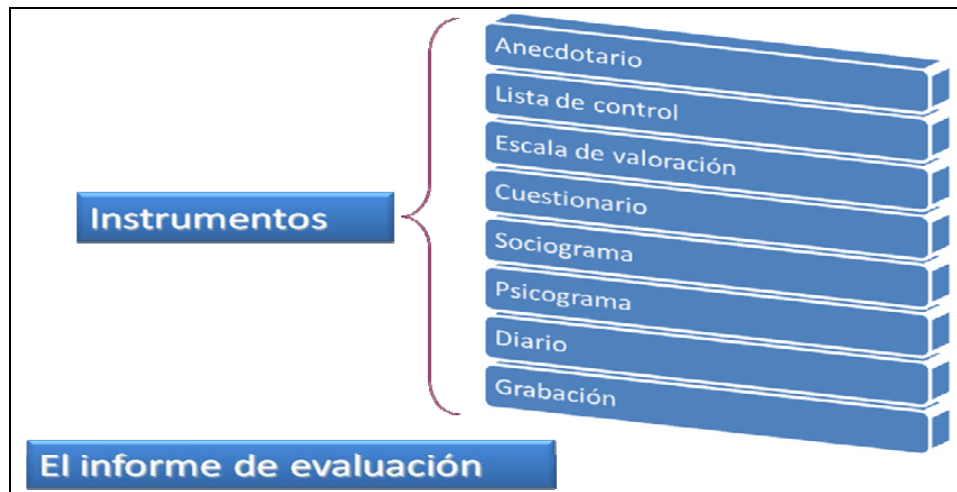 Instrumentos
Anecdotario
Lista de control
Escala de valoración
Cuestionario
Sociograma
Psicograma
Diario
Grabación
El informe de evaluación